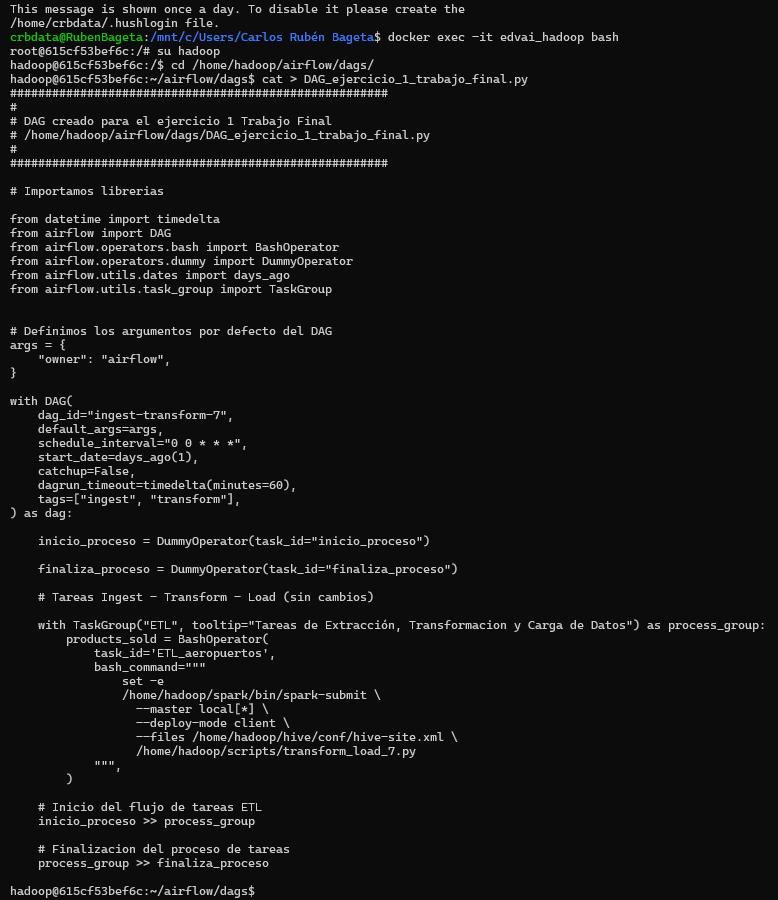 This message is shown once a day. To disable it please create the
/home/crbdata/.hushlogin file.
crbdata@RubenBageta:/mnt/c/Users/Carlos Rubén Bageta$ docker exec -it edvai_hadoop bash
root@615cf53bef6c:/# su hadoop
hadoop@615cf53bef6c:/$ cd /home/hadoop/airflow/dags/
hadoop@615cf53bef6c:~/airflow/dags$ cat > DAG_ejercicio_1_trabajo_final.py
######################################################
#
# DAG creado para el ejercicio 1 Trabajo Final
# /home/hadoop/airflow/dags/DAG_ejercicio_1_trabajo_final.py
#
######################################################

# Importamos librerias

from datetime import timedelta
from airflow import DAG
from airflow.operators.bash import BashOperator
from airflow.operators.dummy import DummyOperator
from airflow.utils.dates import days_ago
from airflow.utils.task_group import TaskGroup


# Definimos los argumentos por defecto del DAG
args = {
    "owner": "airflow",
}

with DAG(
    dag_id="ingest-transform-7",
    default_args=args,
    schedule_interval="0 0 * * *",
    start_date=days_ago(1),
    catchup=False,
    dagrun_timeout=timedelta(minutes=60),
    tags=["ingest", "transform"],
) as dag:

    inicio_proceso = DummyOperator(task_id="inicio_proceso")

    finaliza_proceso = DummyOperator(task_id="finaliza_proceso")

    # Tareas Ingest - Transform - Load (sin cambios)

    with TaskGroup("ETL", tooltip="Tareas de Extracción, Transformacion y Carga de Datos") as process_group:
        products_sold = BashOperator(
            task_id='ETL_aeropuertos',
            bash_command="""
                set -e
                /home/hadoop/spark/bin/spark-submit \
                  --master local[*] \
                  --deploy-mode client \
                  --files /home/hadoop/hive/conf/hive-site.xml \
                  /home/hadoop/scripts/transform_load_7.py
            """,
        )

    # Inicio del flujo de tareas ETL
    inicio_proceso >> process_group

    # Finalizacion del proceso de tareas
    process_group >> finaliza_proceso

hadoop@615cf53bef6c:~/airflow/dags$